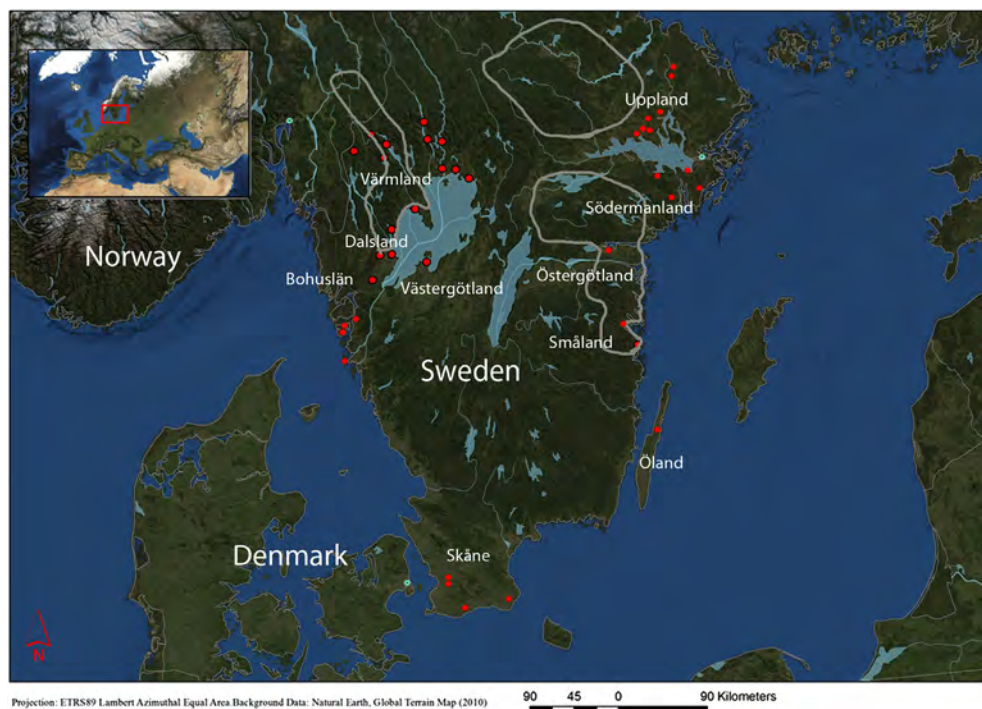 Uppland
Värmland
Södermanland
Dalsland
Norway
Bohuslän
Östergötland
Västergötland
Småland
Sweden
Öland
Denmark
Skåne
N
Projection: ETRS89 Lambert Azimuthal Equal Area.Background Data: Natural Earth, Global Terrain Map (2010)
90 45 0 90 Kilometers